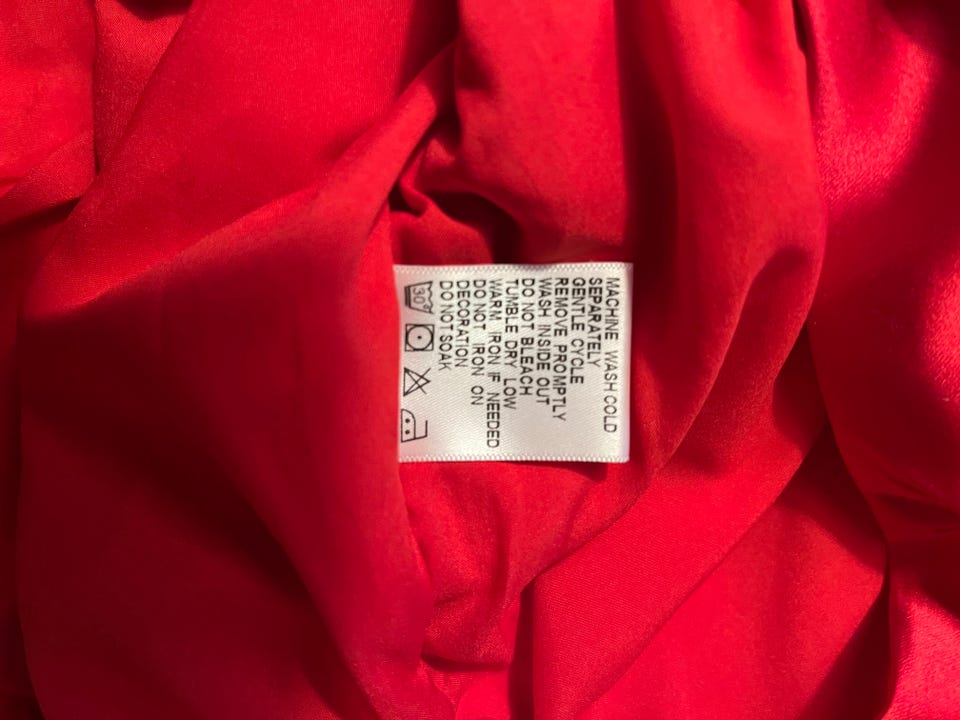 MACHINE WASH COLD
SEPARATELY
GENTLE CYCLE
REMOVE PROMPTLY
WASH INSIDE OUT
DO NOT BLEACH
TUMBLE DRY LOW
WARM IRON IF NEEDED
DO NOT IRON ON
DECORATION
DO NOT SOAK
30°